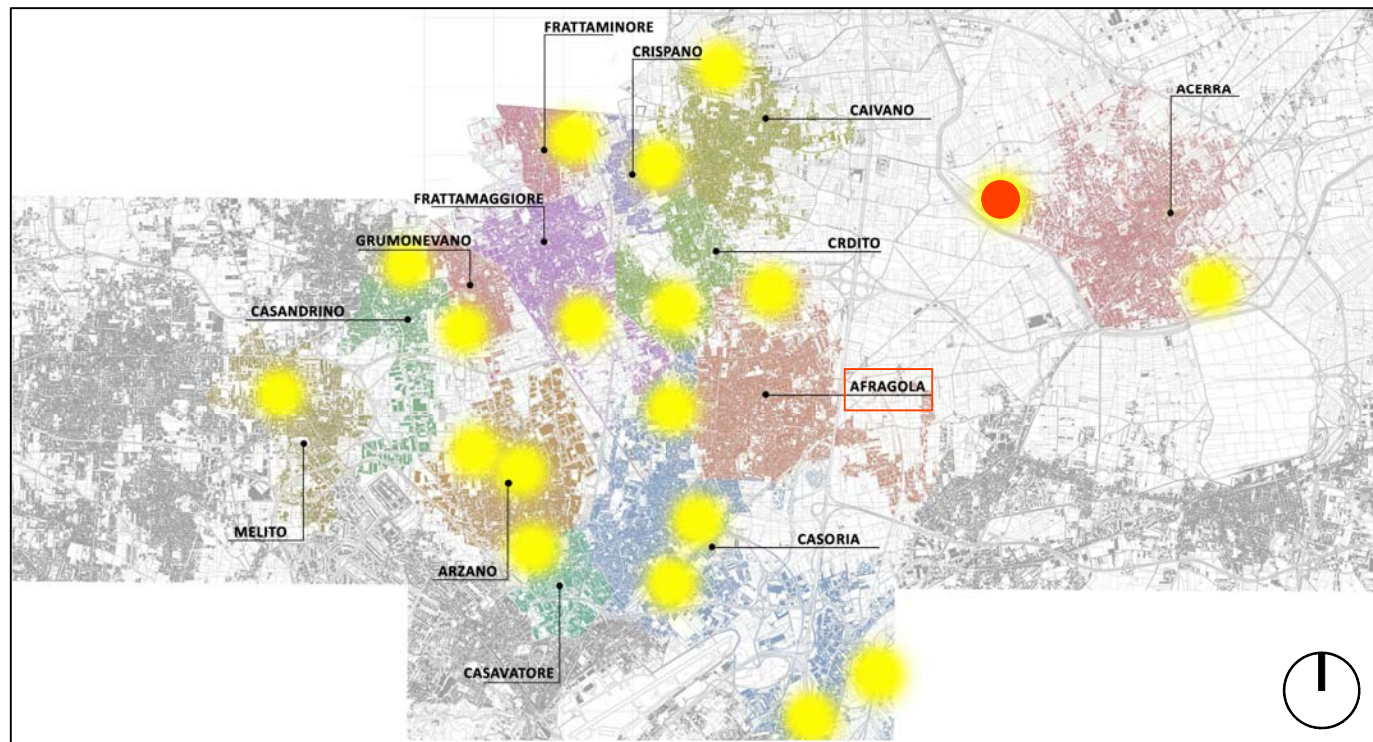 FRATTAMINORE
CRISPANO
ACERRA
CAIVANO
FRATTAMAGGIORE
GRUMONEVANO
CRDITO
CASANDRINO
AFRAGOLA
MELITO
CASORIA
ARZANO
CASAVATORE